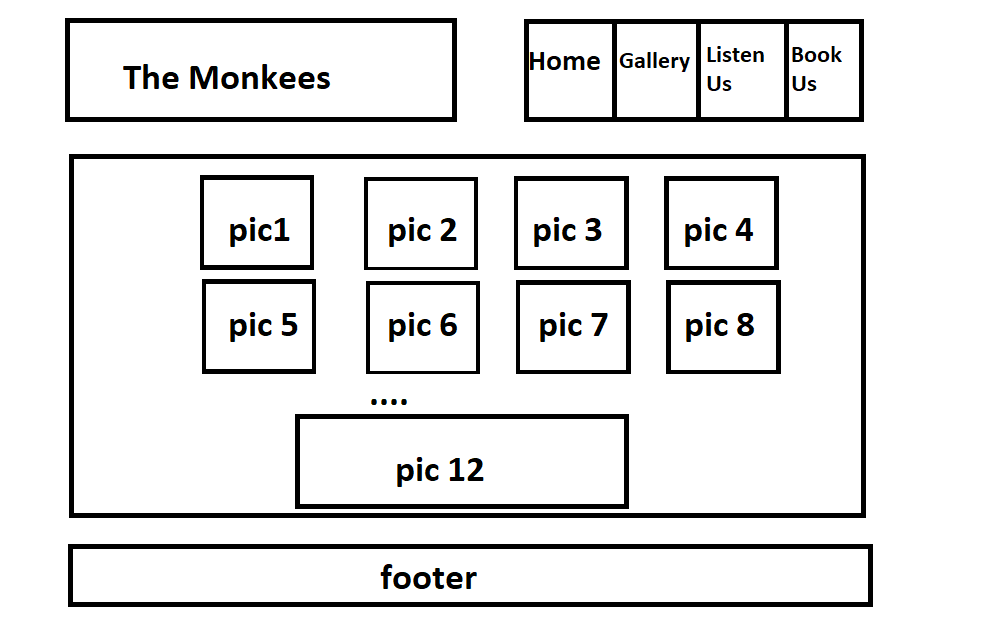 The Monkees
Home
Gallery
Listen
Us
Book
Us
pic1
pic 2
pic 3
pic 4
pic 5
pic 6
pic 7
pic 8
....
pic 12
footer